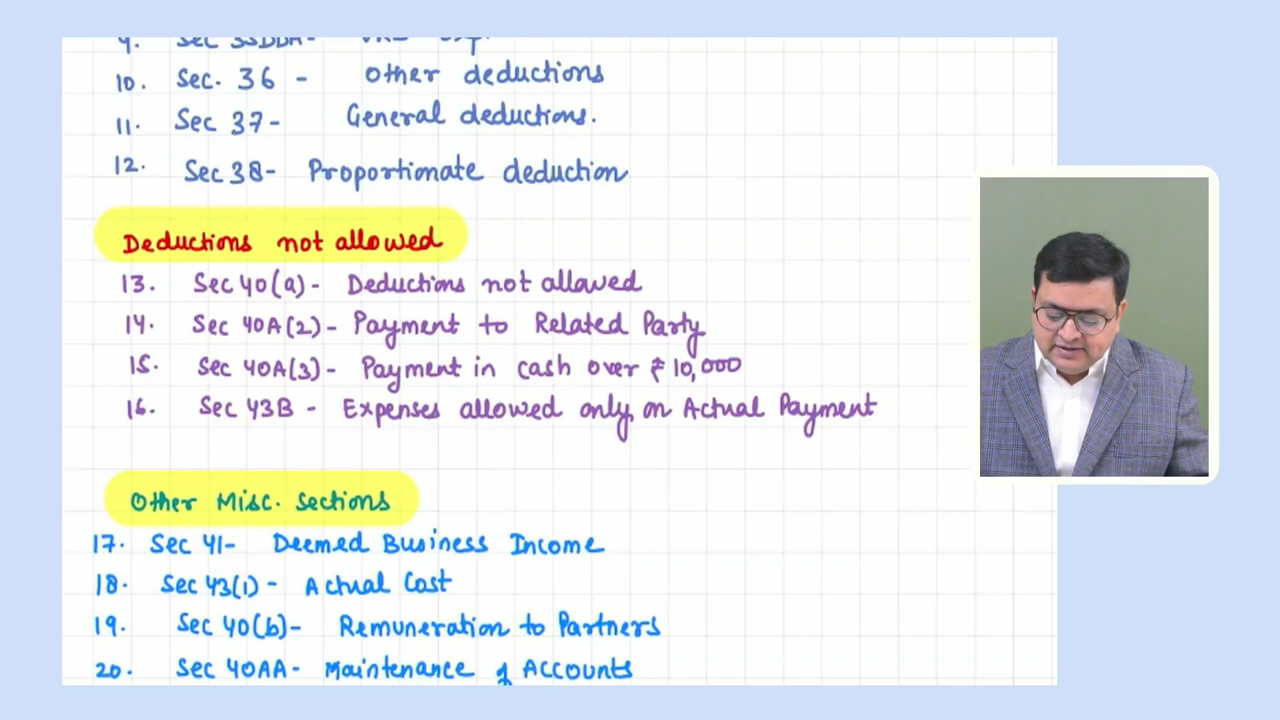 9. Sec 35DDA-
10. Sec. 36 - Other deductions
11. Sec 37- General deductions.
12. Sec 38- Proportionate deduction
Deductions not allowed
13. Sec 40(a) - Deductions not allowed
14. Sec 40A(2) - Payment to Related Party
15. Sec 40A(3) - Payment in cash over ₹ 10,000
16. Sec 43B - Expenses allowed only on Actual Payment
Other Misc. Sections
17. Sec 41- Deemed Business Income
18. Sec 43(1) - Actual Cost
19. Sec 40(b)- Remuneration to Partners
20. Sec 40AA- Maintenance of Accounts